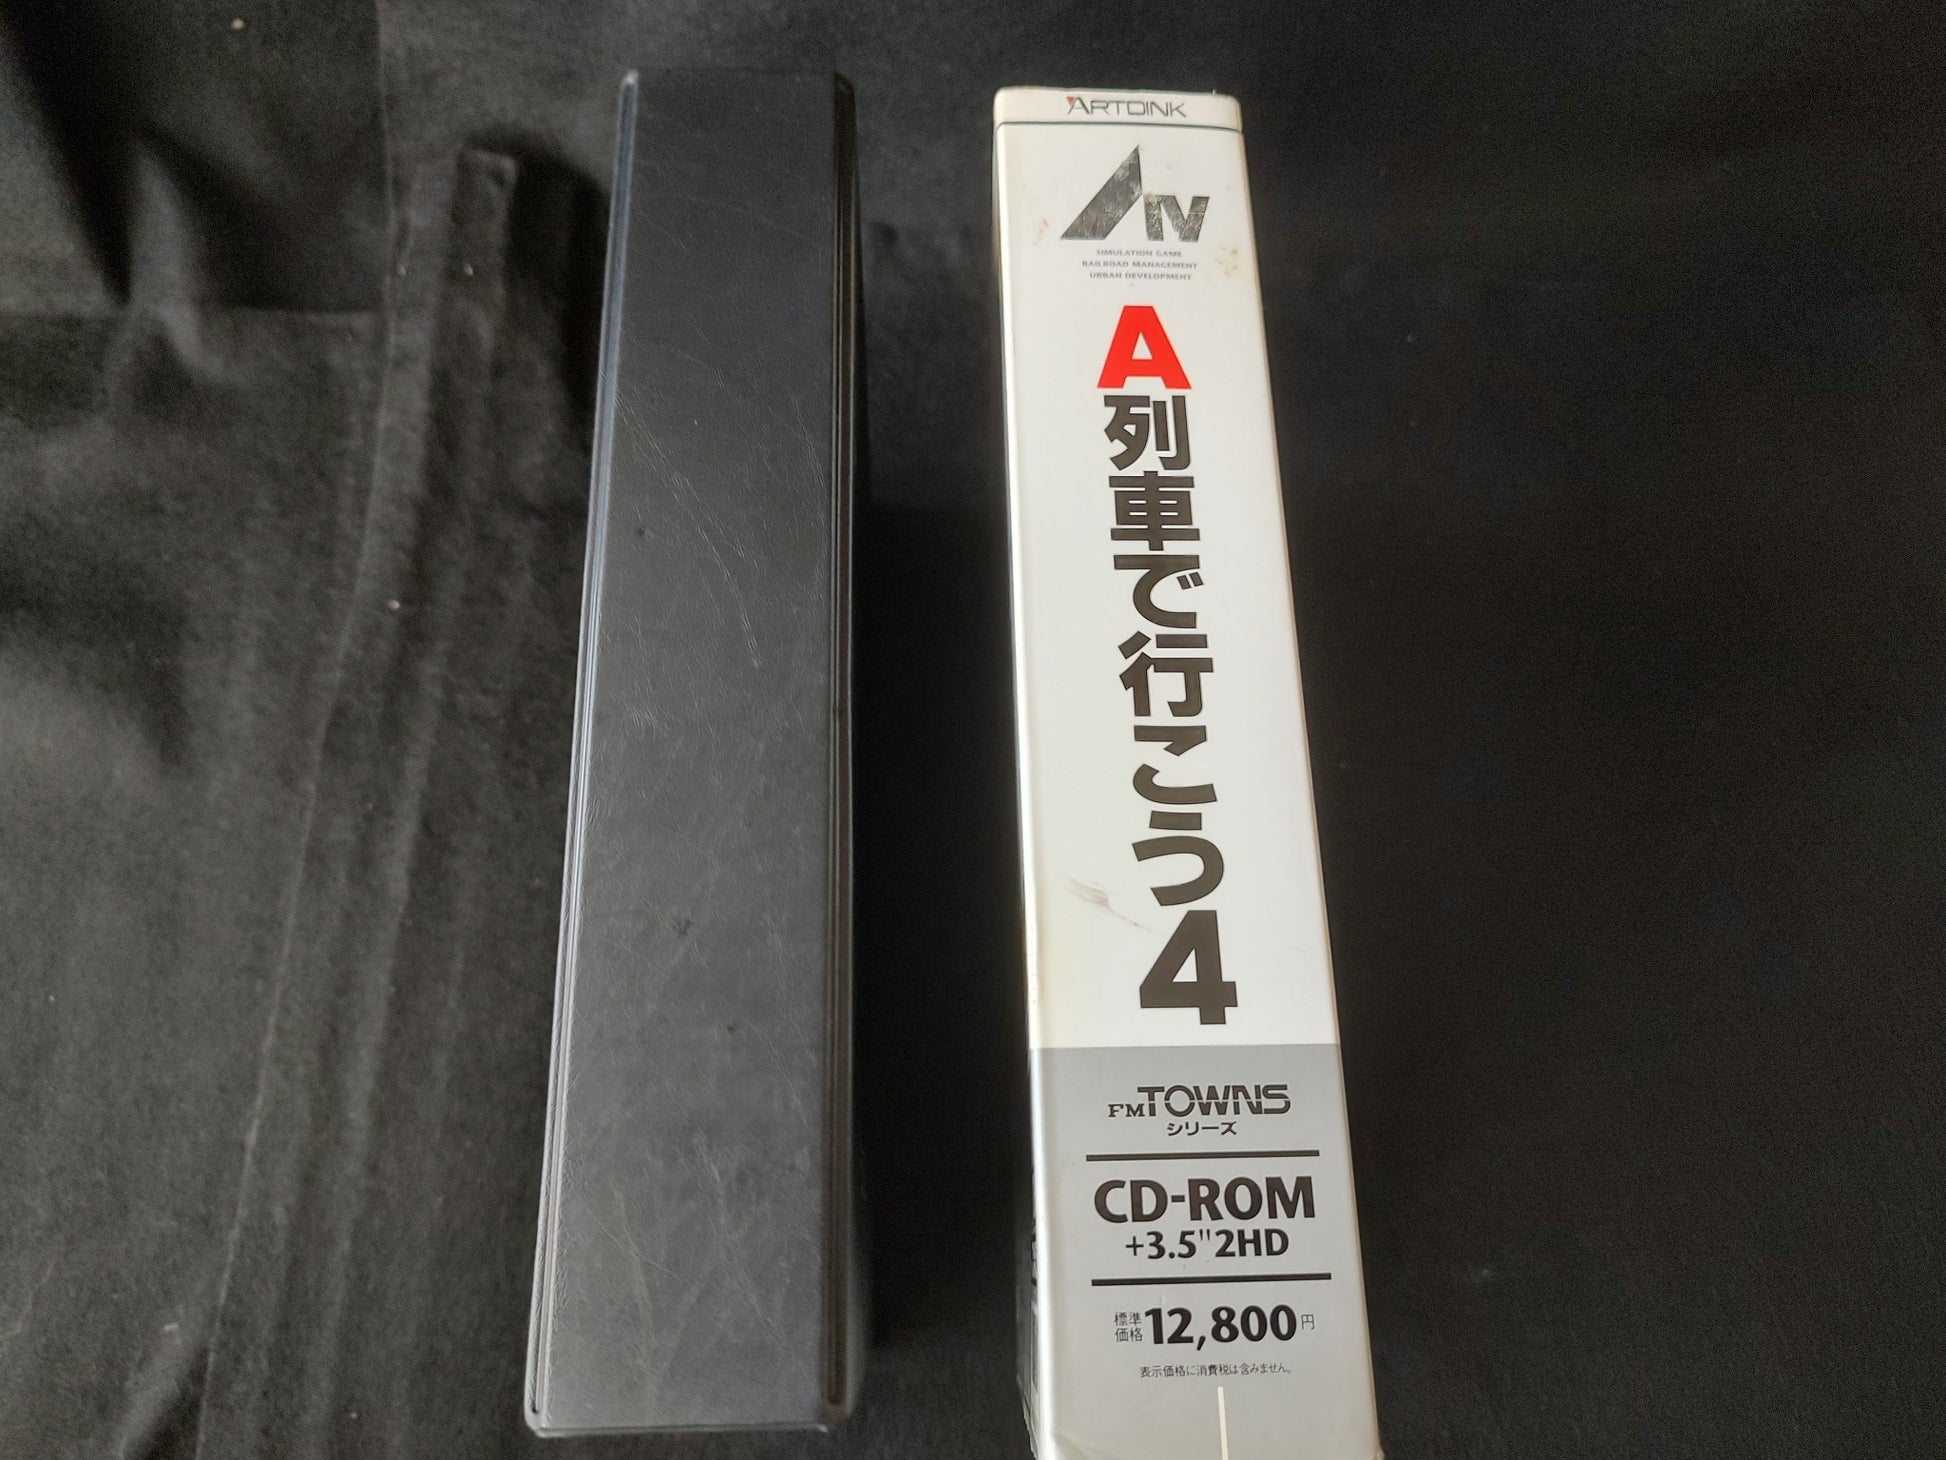 ARTDINK
AIV
SIMULATION GAME
RAILROAD MANAGEMENT
URBAN DEVELOPMENT
A列車で行こう4
FM TOWNS
シリーズ
CD-ROM
+3.5"2HD
標準価格12,800円
表示価格に消費税は含みません。